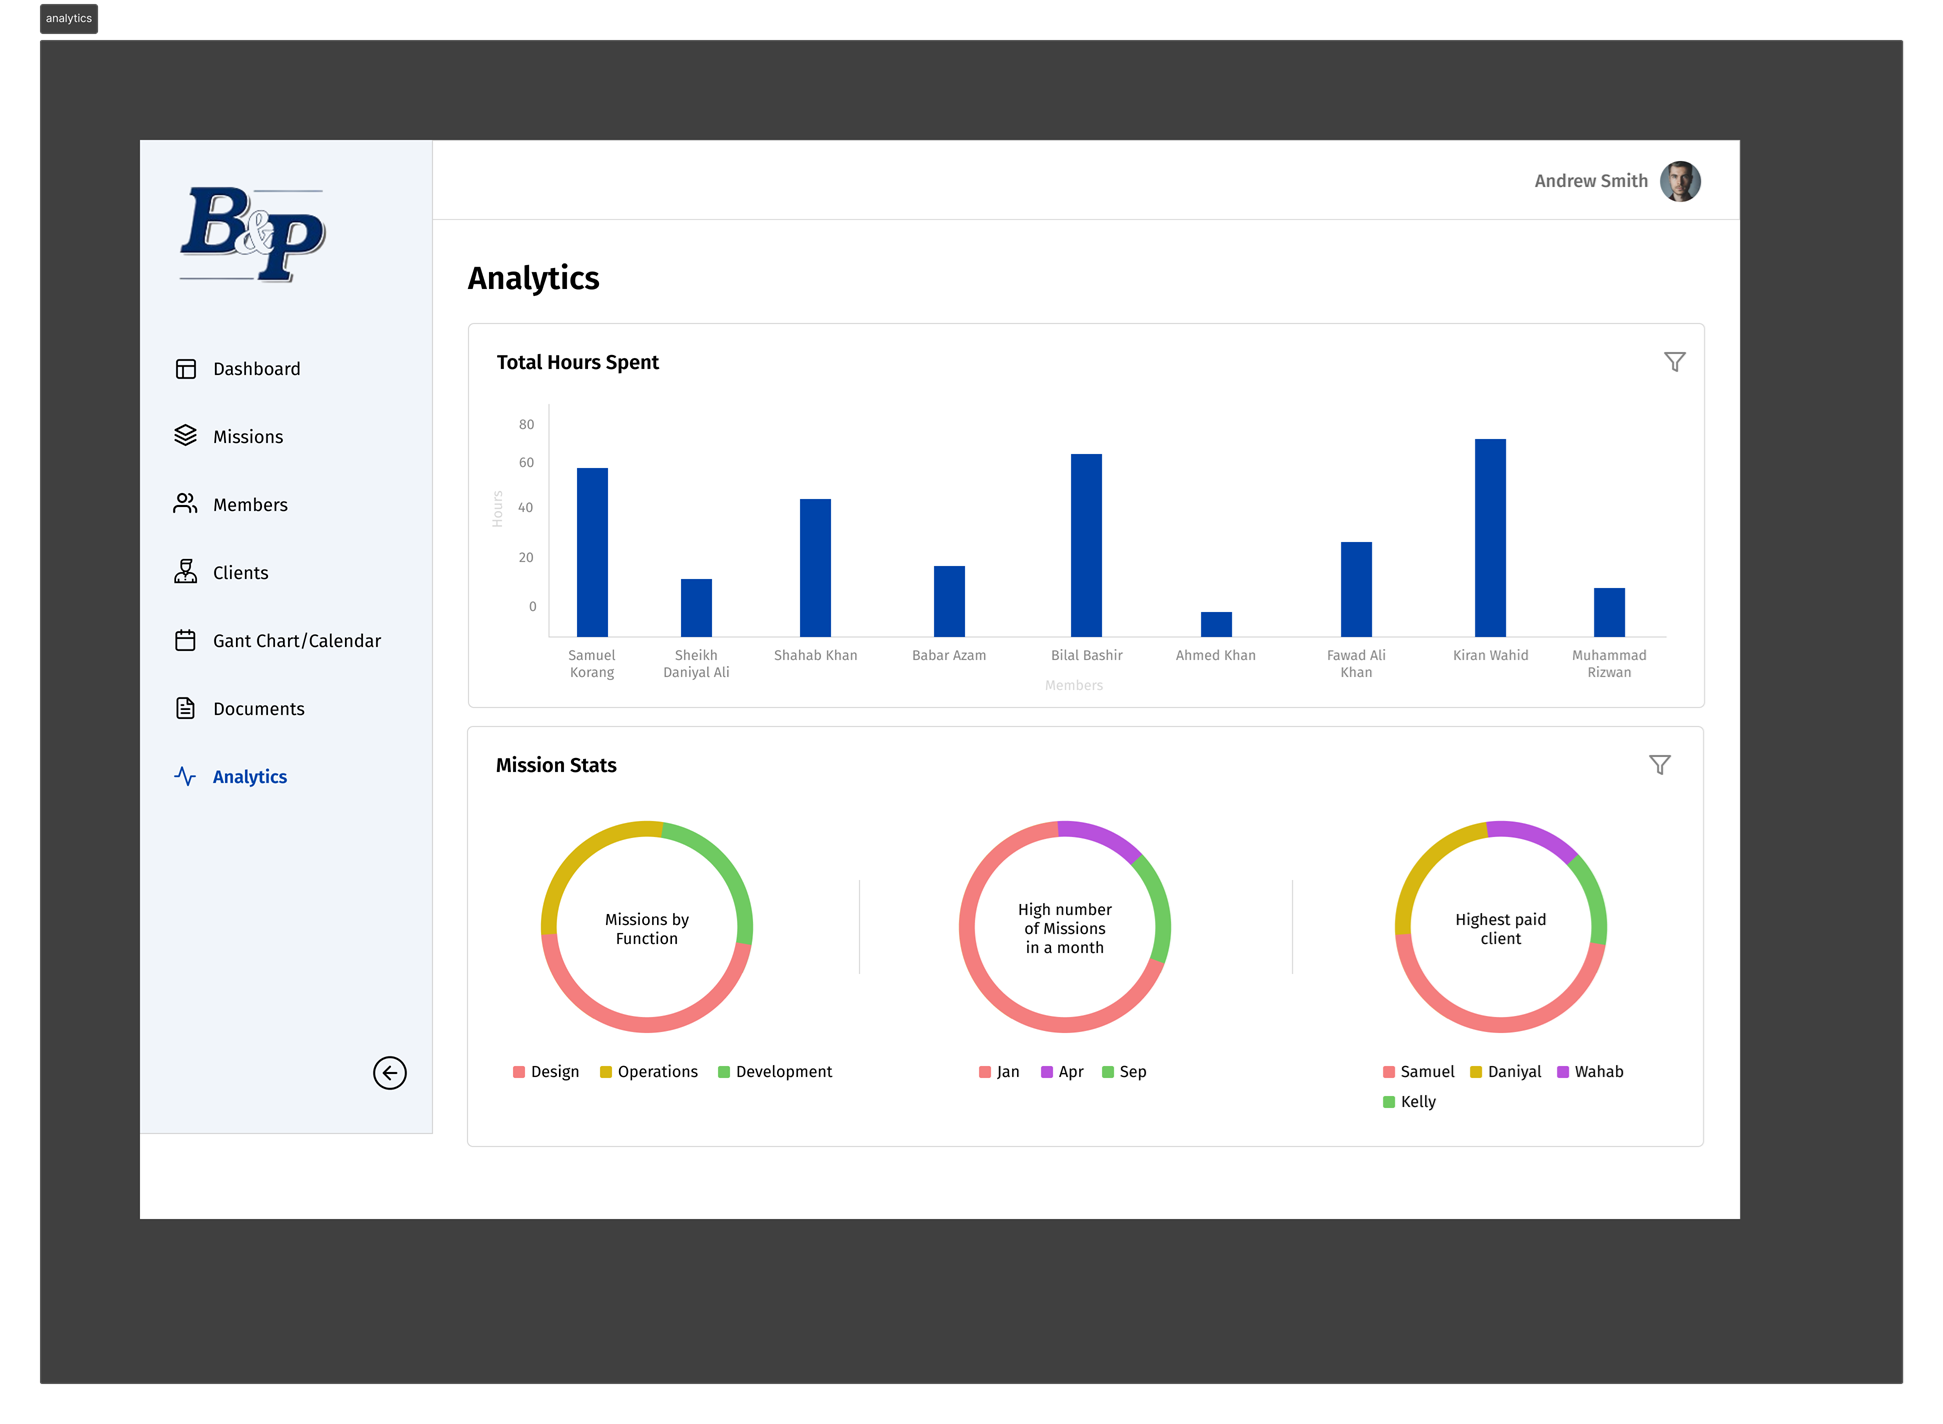 analytics
B&P
Andrew Smith
Analytics
Dashboard
Missions
Members
Clients
Gant Chart/Calendar
Documents
Analytics
Total Hours Spent
Hours
80
60
40
20
0
Samuel
Korang
Sheikh
Daniyal Ali
Shahab Khan
Babar Azam
Bilal Bashir
Ahmed Khan
Fawad Ali
Khan
Kiran Wahid
Muhammad
Rizwan
Members
Mission Stats
Missions by
Function
Design Operations Development
High number
of Missions
in a month
Jan Apr Sep
Highest paid
client
Samuel Daniyal Wahab
Kelly